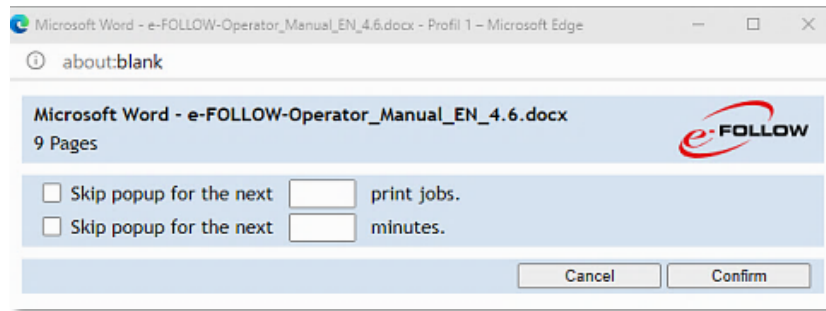 Microsoft Word - e-FOLLOW-Operator_Manual_EN_4.6.docx - Profil 1 – Microsoft Edge
about:blank
Microsoft Word - e-FOLLOW-Operator_Manual_EN_4.6.docx
9 Pages
e-FOLLOW
Skip popup for the next print jobs.
Skip popup for the next minutes.
Cancel Confirm